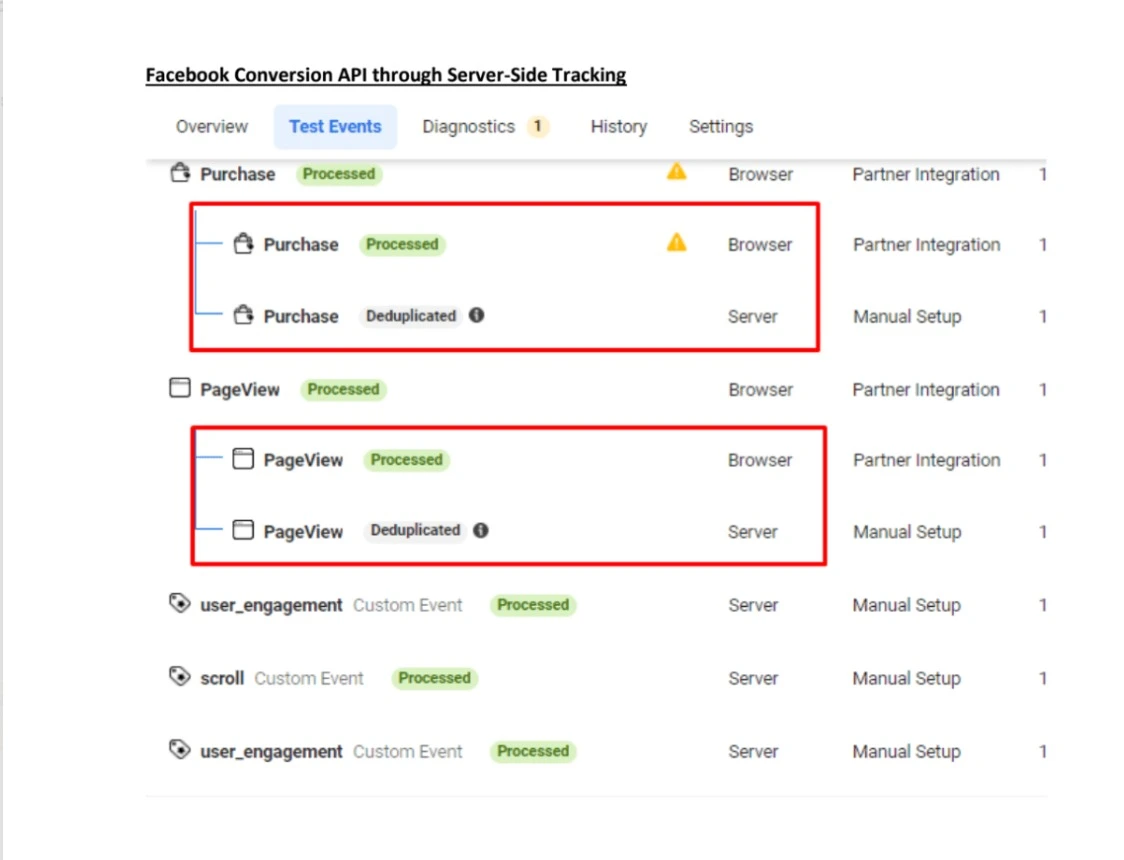 Facebook Conversion API through Server-Side Tracking
Overview Test Events Diagnostics 1 History Settings
Purchase Processed Browser Partner Integration 1
Purchase Processed Browser Partner Integration 1
Purchase Deduplicated Server Manual Setup 1
PageView Processed Browser Partner Integration 1
PageView Processed Browser Partner Integration 1
PageView Deduplicated Server Manual Setup 1
user_engagement Custom Event Processed Server Manual Setup 1
scroll Custom Event Processed Server Manual Setup 1
user_engagement Custom Event Processed Server Manual Setup 1